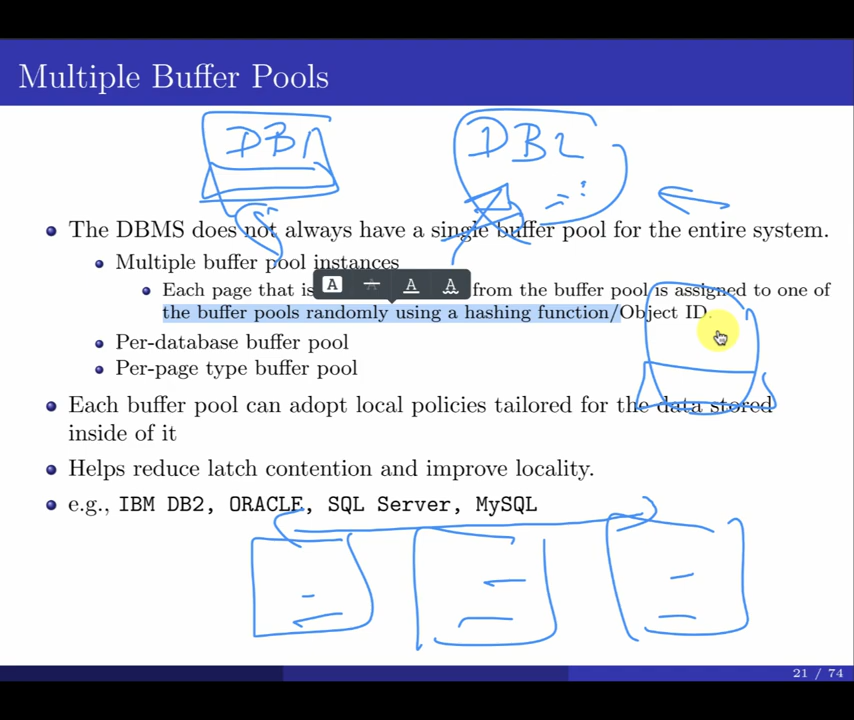 Multiple Buffer Pools
DB1
DB2
The DBMS does not always have a single buffer pool for the entire system.
Multiple buffer pool instances
Each page that is from the buffer pool is assigned to one of
the buffer pools randomly using a hashing function/Object ID.
Per-database buffer pool
Per-page type buffer pool
Each buffer pool can adopt local policies tailored for the data stored
inside of it
Helps reduce latch contention and improve locality.
e.g., IBM DB2, ORACLE, SQL Server, MySQL
21 / 74